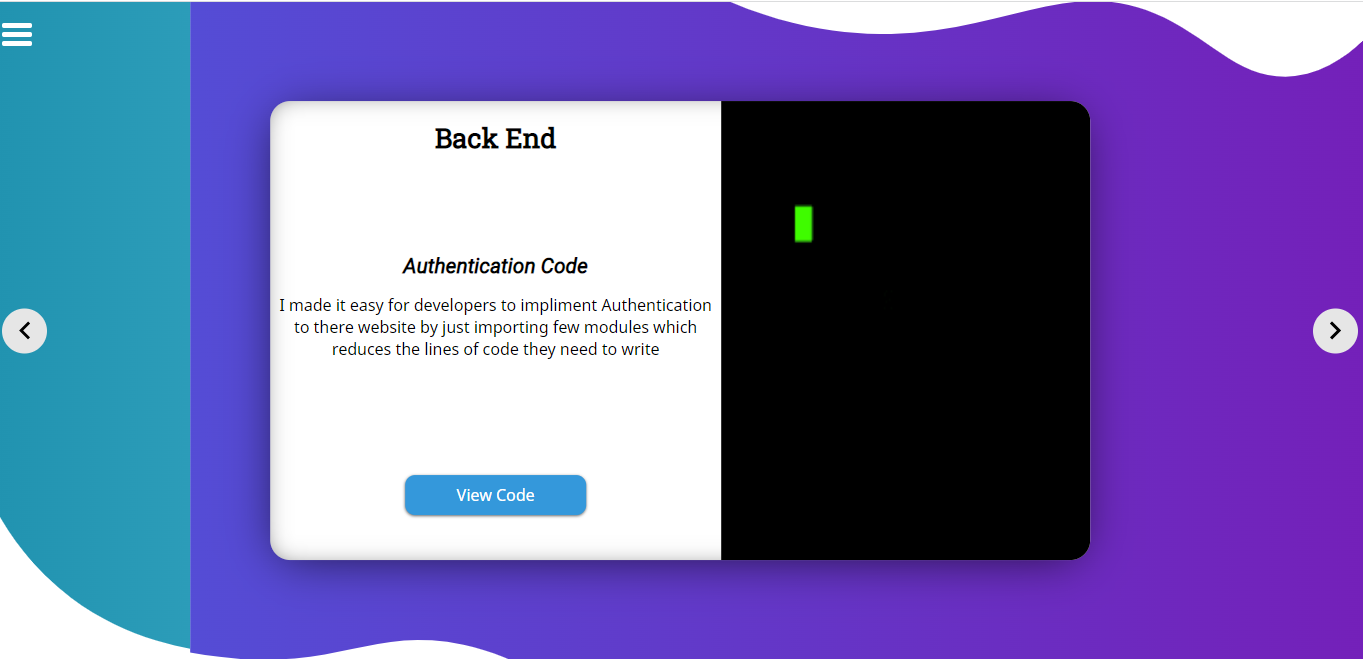 Back End
Authentication Code
I made it easy for developers to impliment Authentication
to there website by just importing few modules which
reduces the lines of code they need to write
View Code